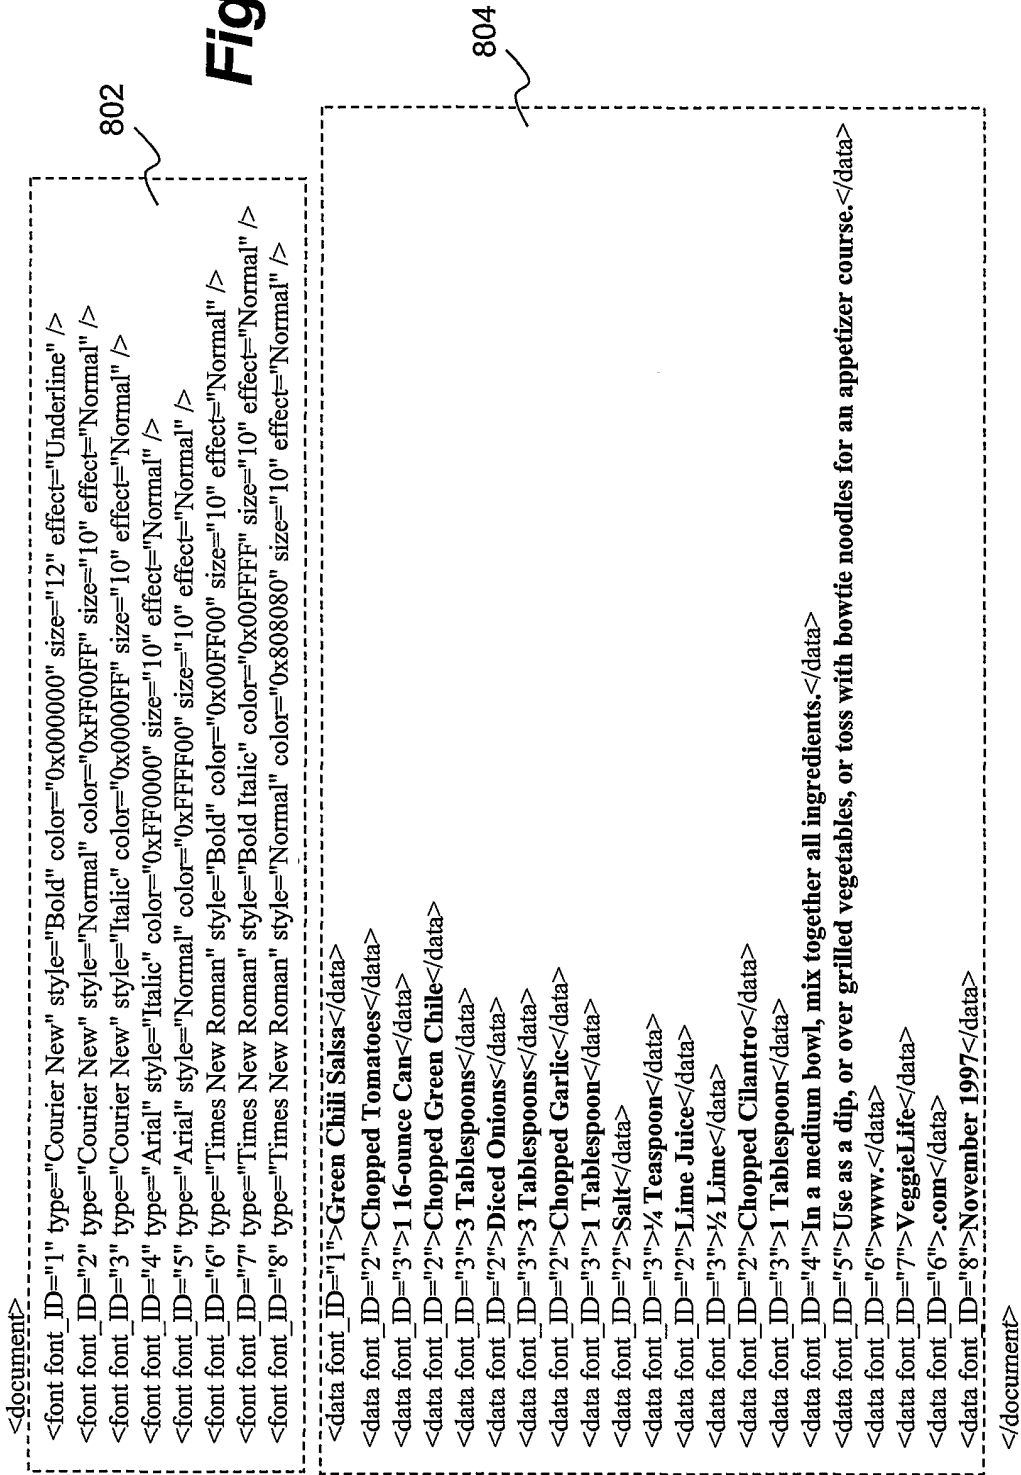 <document>
<font font_ID="1" type="Courier New" style="Bold" color="0x000000" size="12" effect="Underline" />
<font font_ID="2" type="Courier New" style="Normal" color="0xFF00FF" size="10" effect="Normal" />
<font font_ID="3" type="Courier New" style="Italic" color="0x0000FF" size="10" effect="Normal" />
<font font_ID="4" type="Arial" style="Italic" color="0xFF0000" size="10" effect="Normal" />
<font font_ID="5" type="Arial" style="Normal" color="0xFFFF00" size="10" effect="Normal" />
<font font_ID="6" type="Times New Roman" style="Bold" color="0x00FF00" size="10" effect="Normal" />
<font font_ID="7" type="Times New Roman" style="Bold Italic" color="0x00FFFF" size="10" effect="Normal" />
<font font_ID="8" type="Times New Roman" style="Normal" color="0x808080" size="10" effect="Normal" />
802
Fig
<data font_ID="1">Green Chili Salsa</data>
<data font_ID="2">Chopped Tomatoes</data>
<data font_ID="3">1 16-ounce Can</data>
<data font_ID="2">Chopped Green Chile</data>
<data font_ID="3">3 Tablespoons</data>
<data font_ID="2">Diced Onions</data>
<data font_ID="3">3 Tablespoons</data>
<data font_ID="2">Chopped Garlic</data>
<data font_ID="3">1 Tablespoon</data>
<data font_ID="2">Salt</data>
<data font_ID="3">¼ Teaspoon</data>
<data font_ID="2">Lime Juice</data>
<data font_ID="3">½ Lime</data>
<data font_ID="2">Chopped Cilantro</data>
<data font_ID="3">1 Tablespoon</data>
<data font_ID="4">In a medium bowl, mix together all ingredients.</data>
<data font_ID="5">Use as a dip, or over grilled vegetables, or toss with bowtie noodles for an appetizer course.</data>
<data font_ID="6">www.</data>
<data font_ID="7">VeggieLife</data>
<data font_ID="6">.com</data>
<data font_ID="8">November 1997</data>
804
</document>